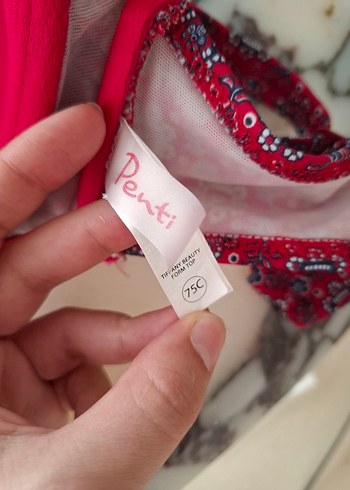 Penti
TIFFANY BEAUTY
FORM TOP
75C